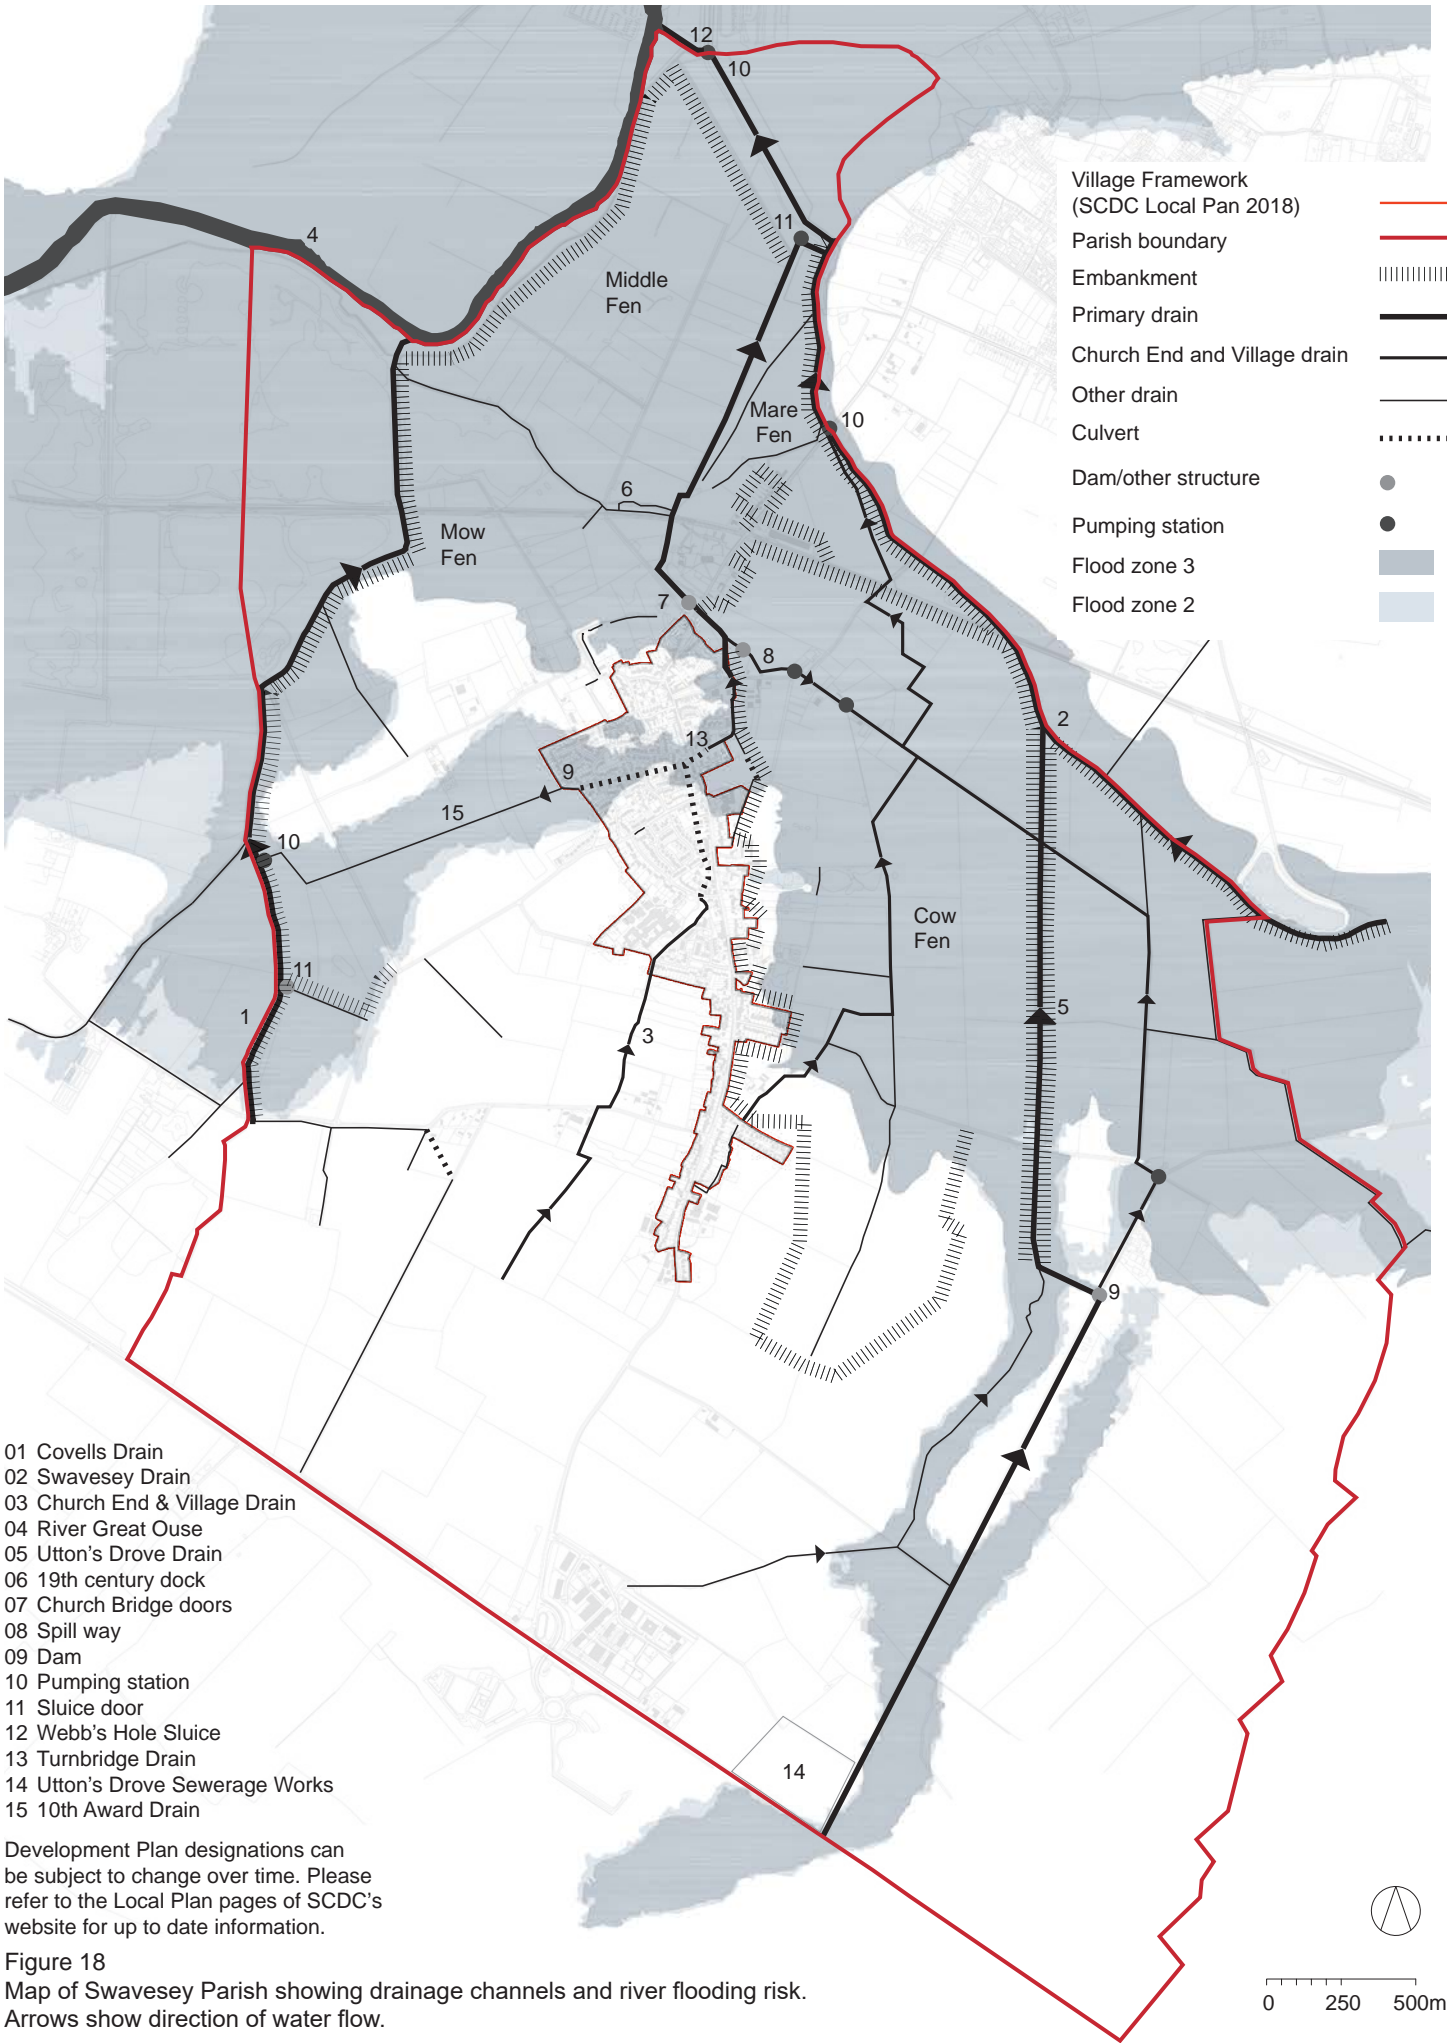 12
10
4
11
Middle
Fen
Mare
Fen
10
6
Mow
Fen
7
8
2
13
9
15
10
Cow
Fen
11
1
5
3
9
14
Village Framework
(SCDC Local Pan 2018)
Parish boundary
Embankment
Primary drain
Church End and Village drain
Other drain
Culvert
Dam/other structure
Pumping station
Flood zone 3
Flood zone 2
01 Covells Drain
02 Swavesey Drain
03 Church End & Village Drain
04 River Great Ouse
05 Utton's Drove Drain
06 19th century dock
07 Church Bridge doors
08 Spill way
09 Dam
10 Pumping station
11 Sluice door
12 Webb's Hole Sluice
13 Turnbridge Drain
14 Utton's Drove Sewerage Works
15 10th Award Drain
Development Plan designations can
be subject to change over time. Please
refer to the Local Plan pages of SCDC's
website for up to date information.
Figure 18
Map of Swavesey Parish showing drainage channels and river flooding risk.
Arrows show direction of water flow.
0 250 500m